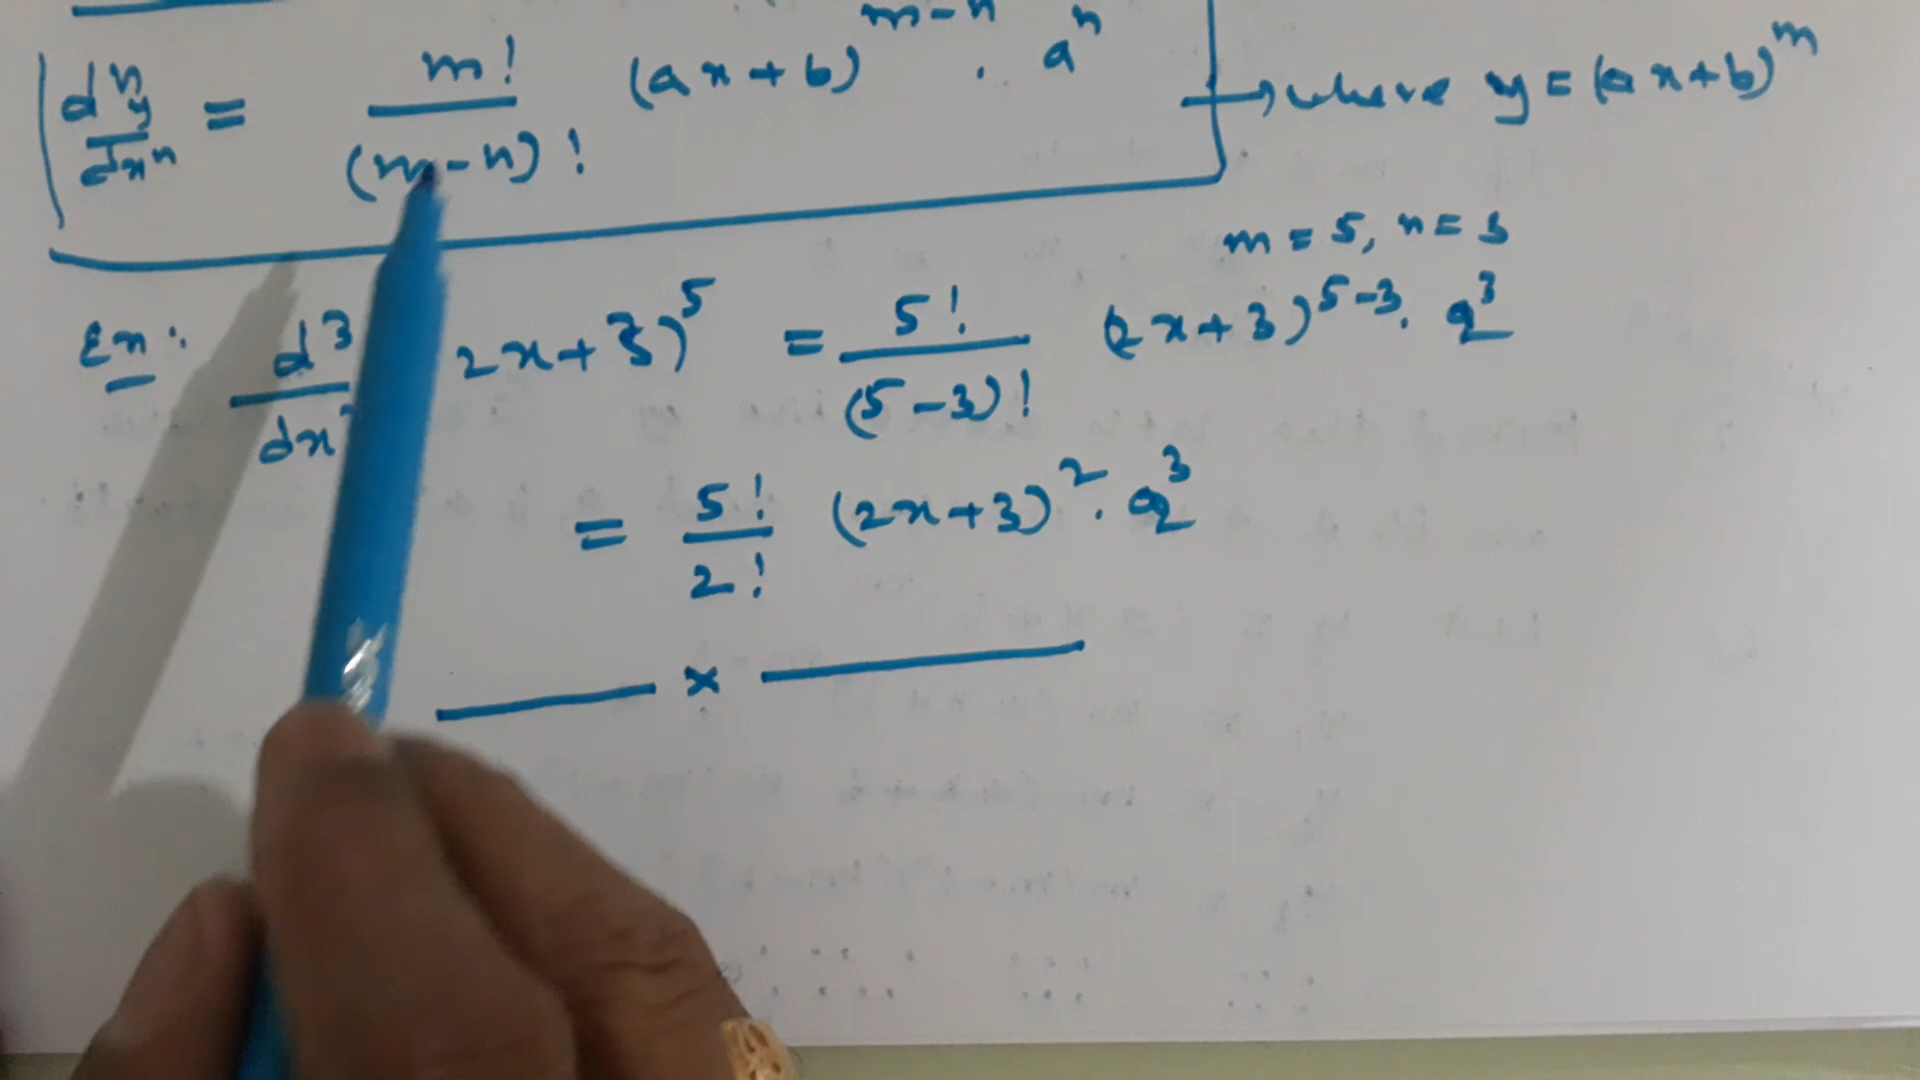 dⁿy/dxⁿ = m!/(m-n)! (ax+b)^(m-n) . aⁿ → where y = (ax+b)^m
m = 5, n = 3
Ex: d³/dx (2x+3)⁵ = 5!/(5-3)! (2x+3)^(5-3) . 2³
= 5!/2! (2x+3)² . 2³
x